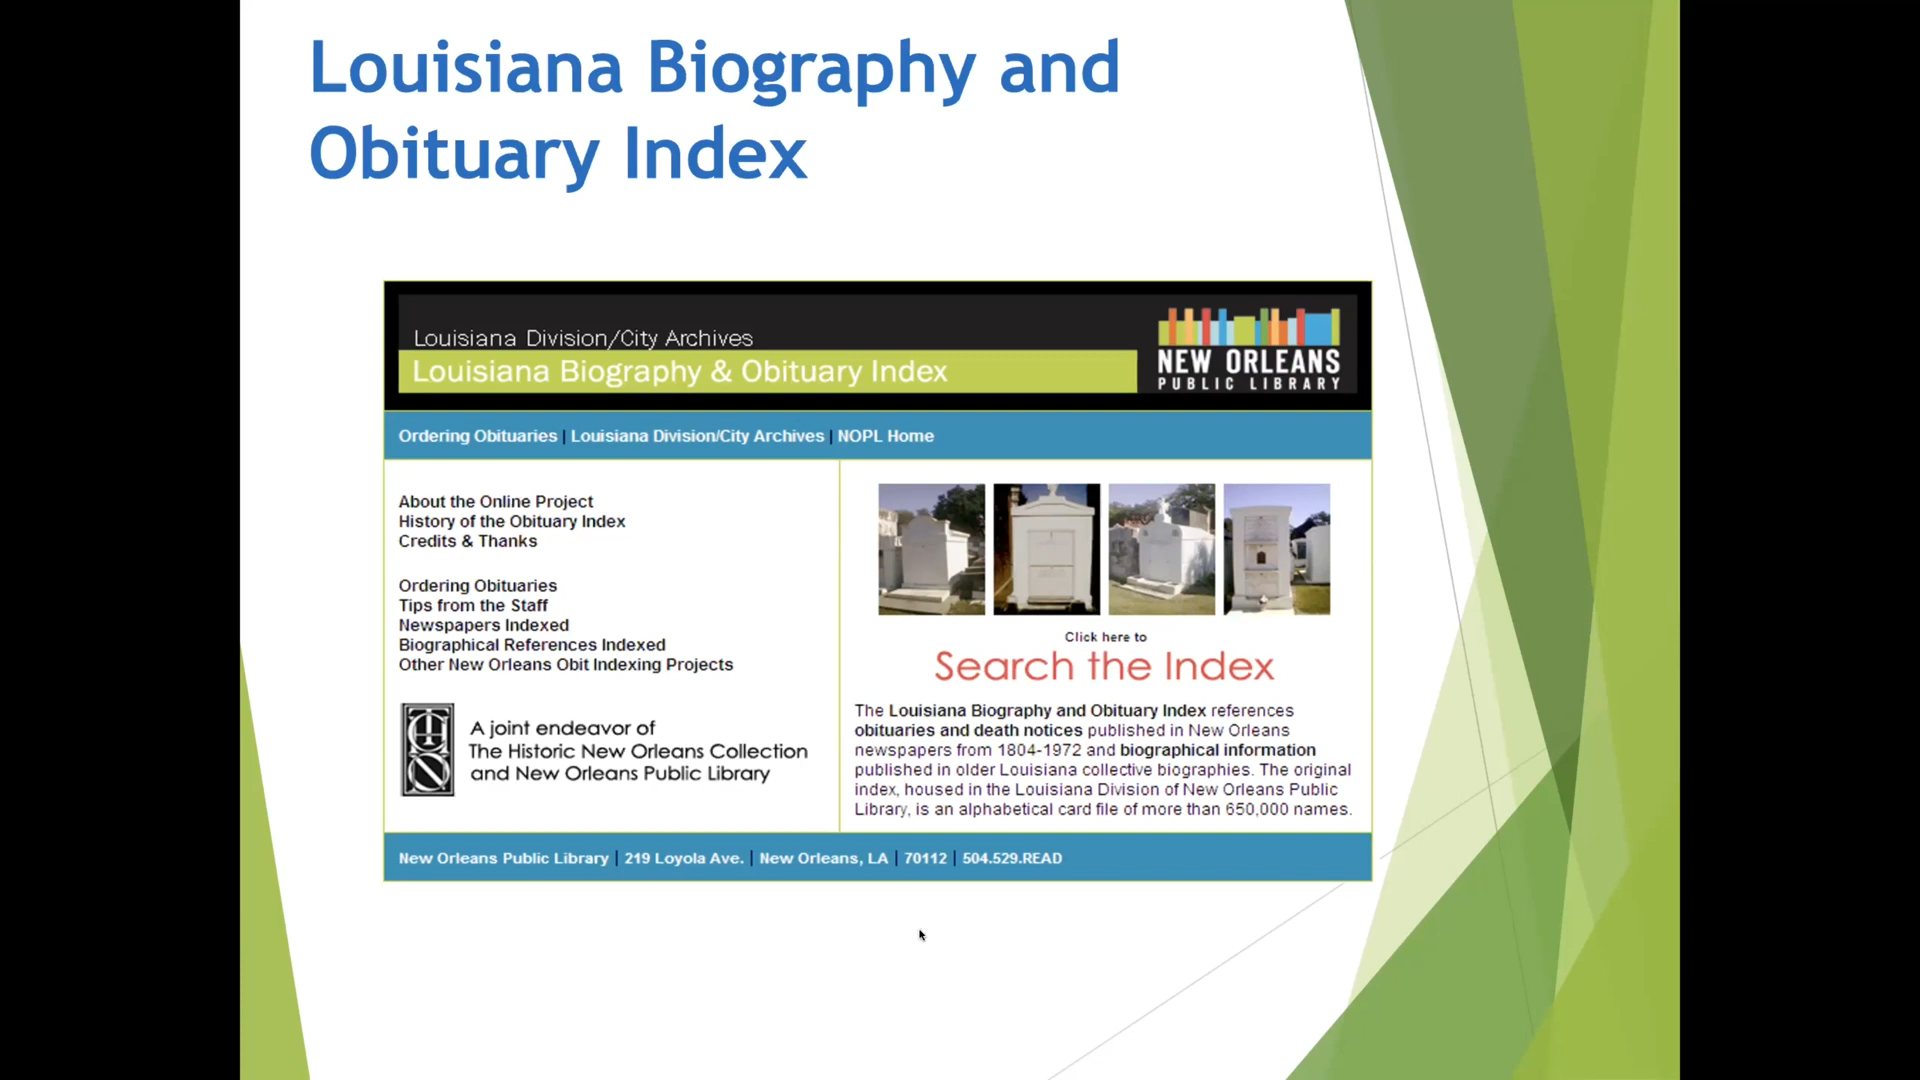 Louisiana Biography and
Obituary Index
Louisiana Division/City Archives
Louisiana Biography & Obituary Index
NEW ORLEANS
PUBLIC LIBRARY
Ordering Obituaries | Louisiana Division/City Archives | NOPL Home
About the Online Project
History of the Obituary Index
Credits & Thanks
Ordering Obituaries
Tips from the Staff
Newspapers Indexed
Biographical References Indexed
Other New Orleans Obit Indexing Projects
THNOC
A joint endeavor of
The Historic New Orleans Collection
and New Orleans Public Library
Click here to
Search the Index
The Louisiana Biography and Obituary Index references
obituaries and death notices published in New Orleans
newspapers from 1804-1972 and biographical information
published in older Louisiana collective biographies. The original
index, housed in the Louisiana Division of New Orleans Public
Library, is an alphabetical card file of more than 650,000 names.
New Orleans Public Library | 219 Loyola Ave. | New Orleans, LA | 70112 | 504.529.READ